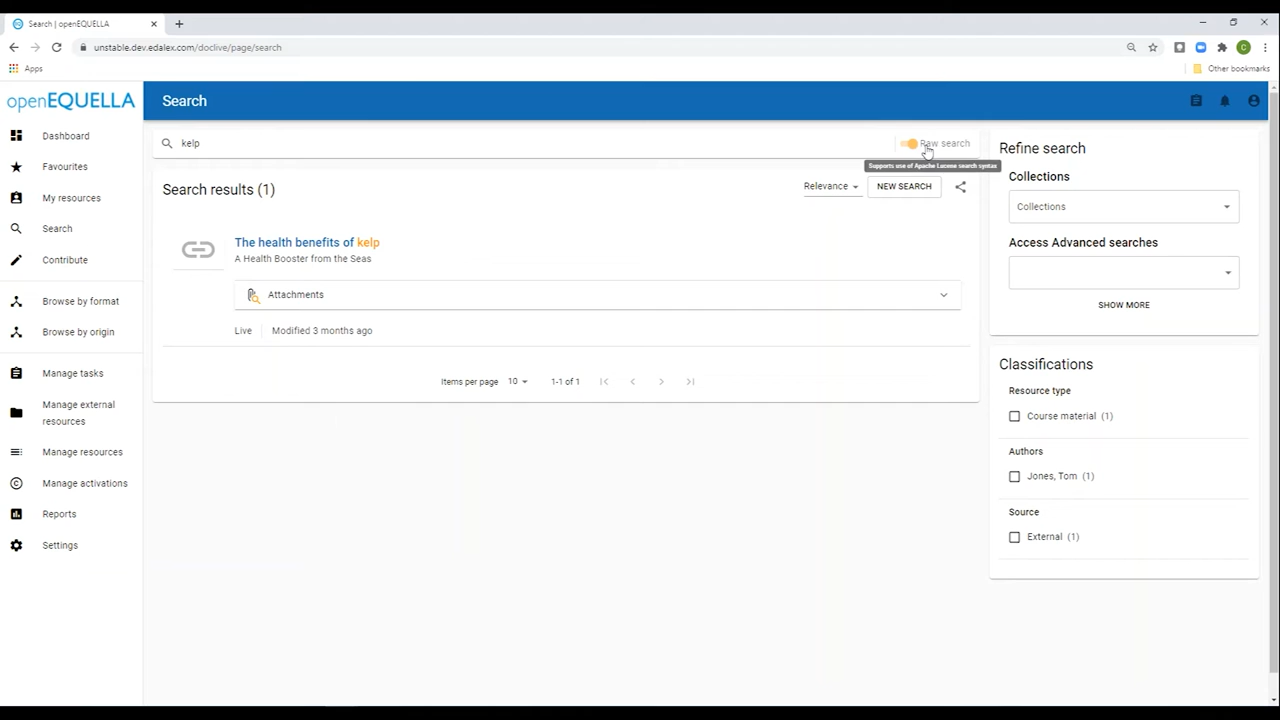 Search | openEQUELLA
unstable.dev.edalex.com/doclive/page/search
C
Apps
Other bookmarks
openEQUELLA
Search
Dashboard
Favourites
My resources
Search
Contribute
Browse by format
Browse by origin
Manage tasks
Manage external
resources
Manage resources
Manage activations
Reports
Settings
kelp
Raw search
Supports use of Apache Lucene search syntax
Search results (1)
Relevance
NEW SEARCH
The health benefits of kelp
A Health Booster from the Seas
Attachments
Live
Modified 3 months ago
Items per page 10 1-1 of 1
Refine search
Collections
Collections
Access Advanced searches
SHOW MORE
Classifications
Resource type
Course material (1)
Authors
Jones, Tom (1)
Source
External (1)